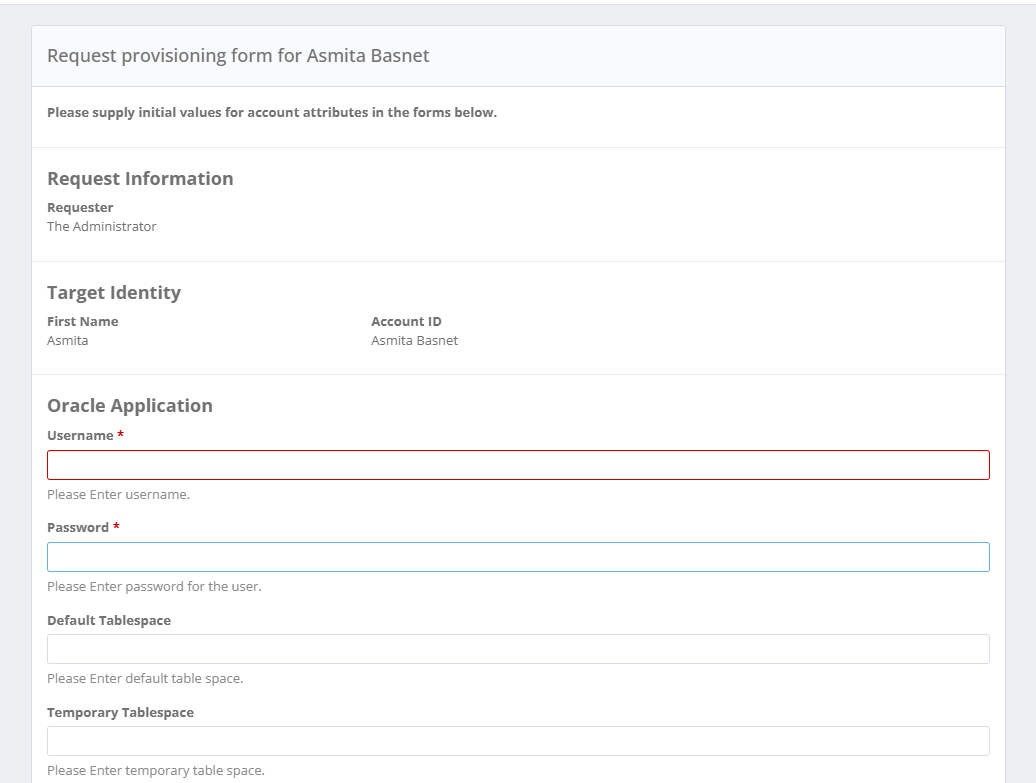 Request provisioning form for Asmita Basnet
Please supply initial values for account attributes in the forms below.
Request Information
Requester
The Administrator
Target Identity
First Name Account ID
Asmita Asmita Basnet
Oracle Application
Username *
Please Enter username.
Password *
Please Enter password for the user.
Default Tablespace
Please Enter default table space.
Temporary Tablespace
Please Enter temporary table space.